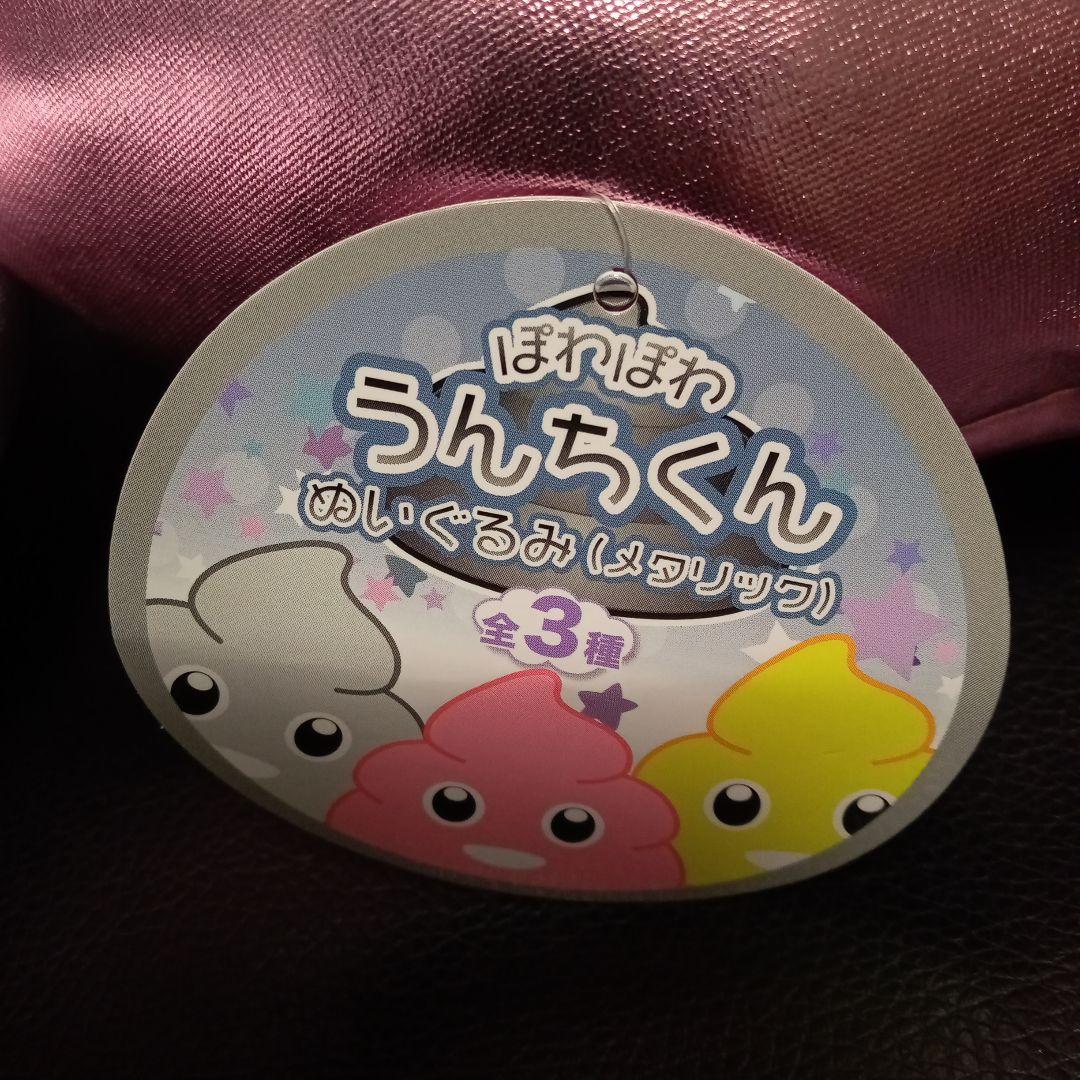 ぽわぽわ
うんちくん
ぬいぐるみ(メタリック)
全3種